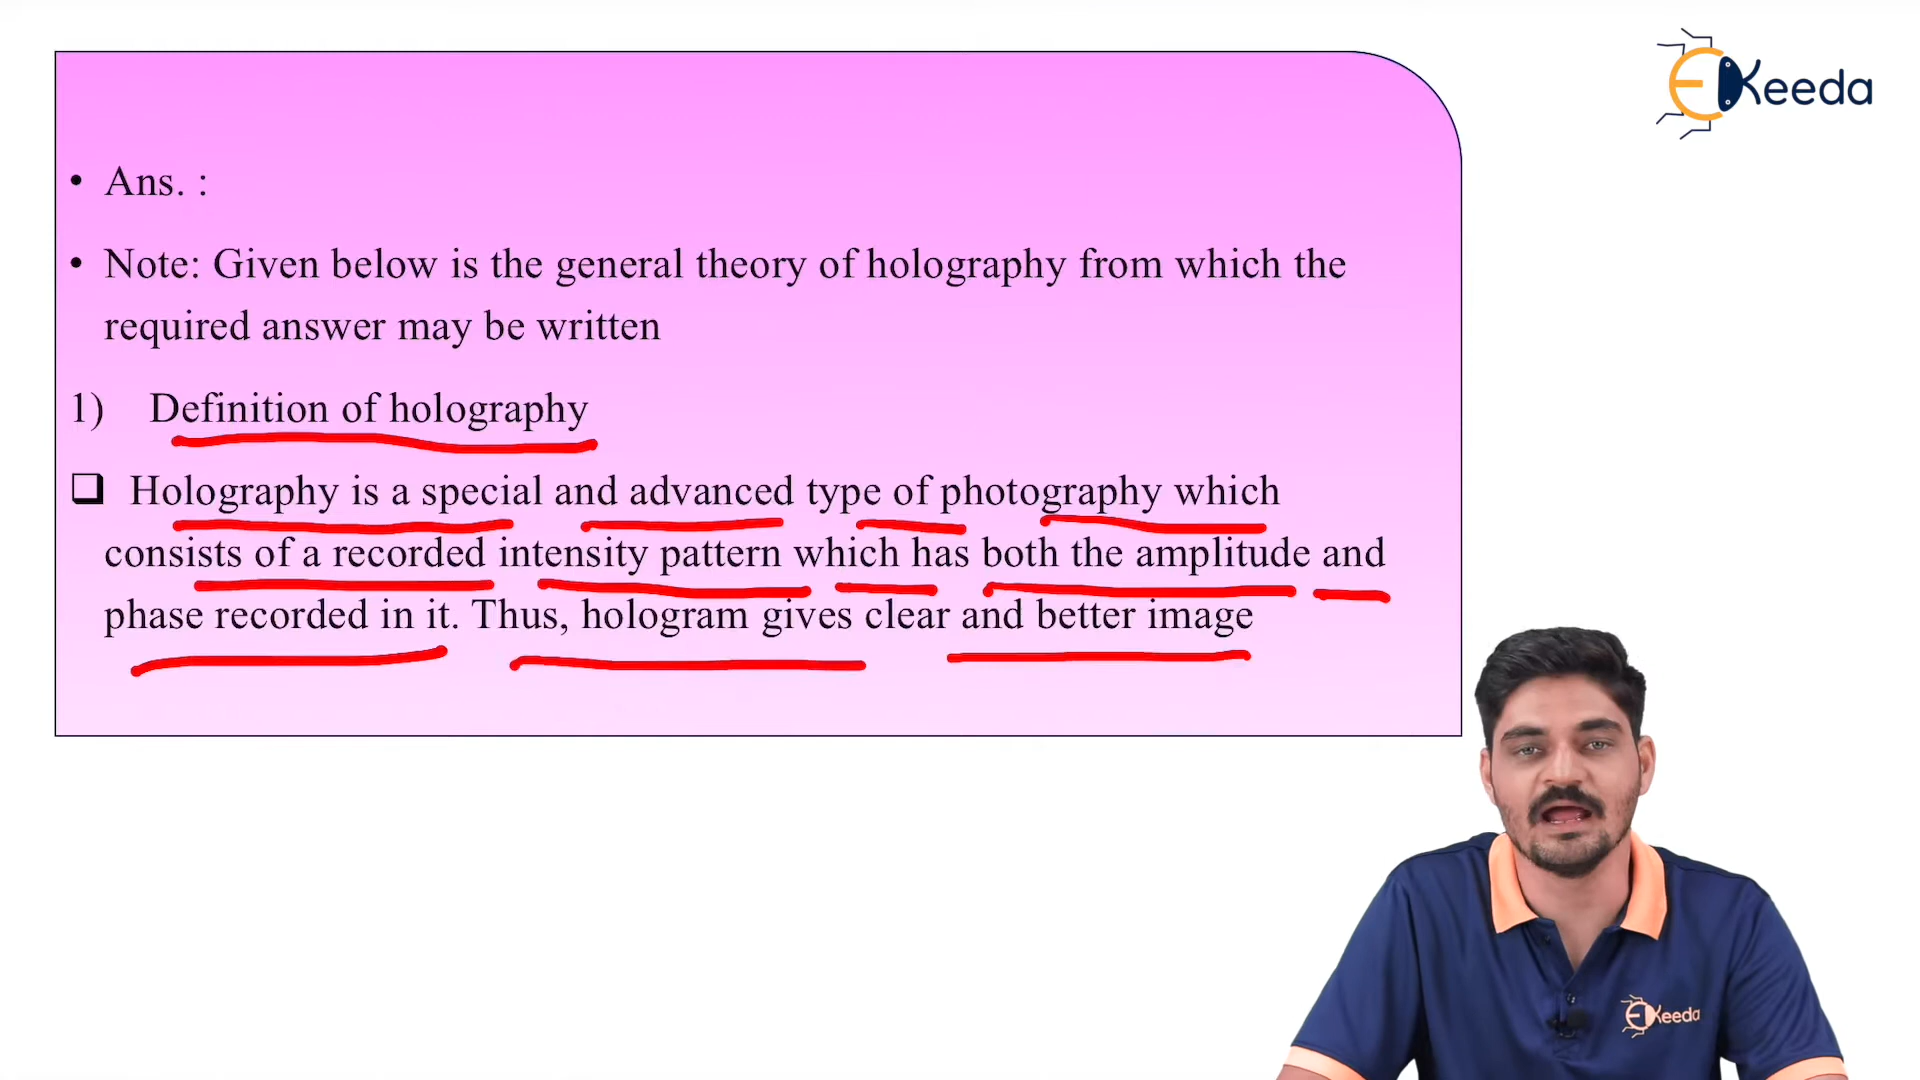 EKeeda
• Ans. :
• Note: Given below is the general theory of holography from which the
required answer may be written
1) Definition of holography
❑ Holography is a special and advanced type of photography which
consists of a recorded intensity pattern which has both the amplitude and
phase recorded in it. Thus, hologram gives clear and better image
EKeeda